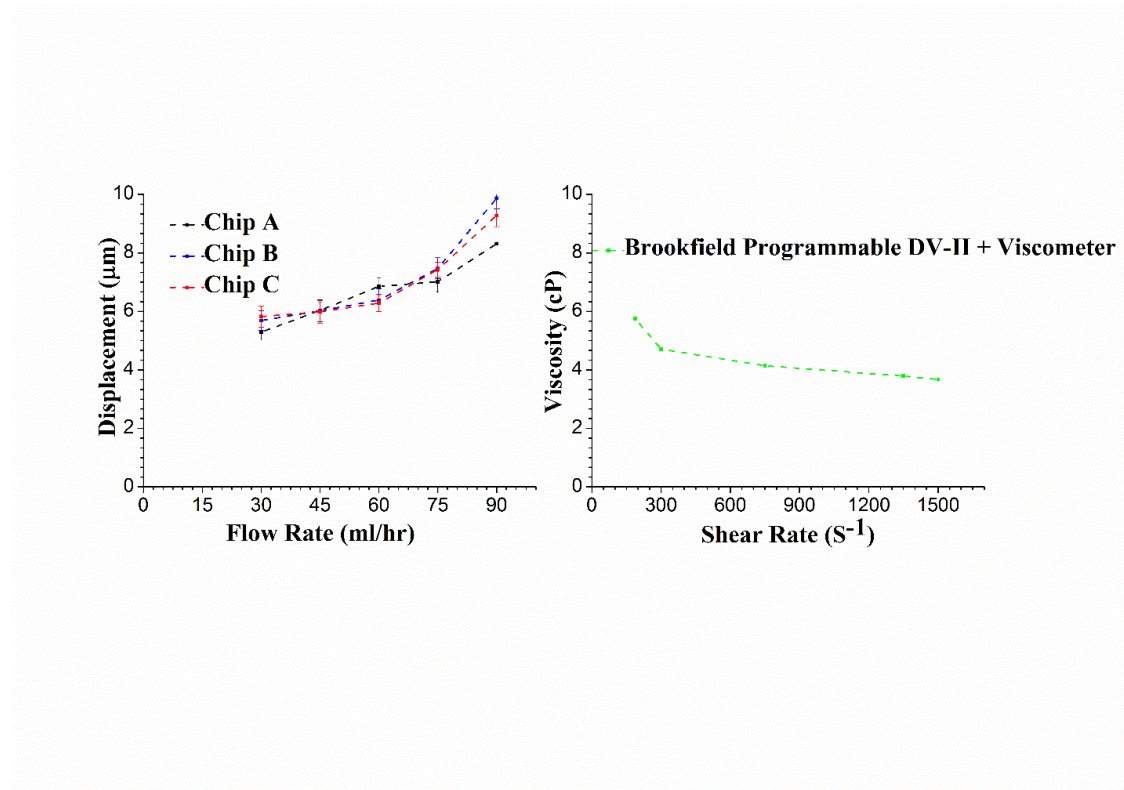 10
8
6
4
2
0
Displacement (μm)
Chip A
Chip B
Chip C
0 15 30 45 60 75 90
Flow Rate (ml/hr)
10
8
6
4
2
0
Viscosity (cP)
Brookfield Programmable DV-II + Viscometer
0 300 600 900 1200 1500
Shear Rate (S⁻¹)